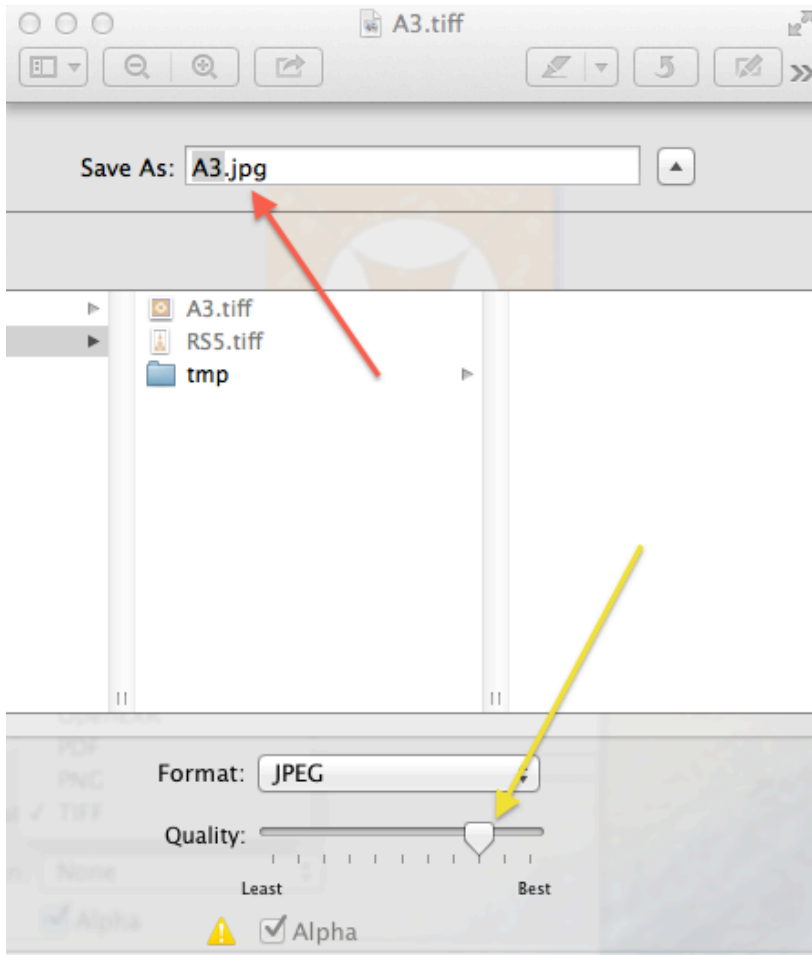 A3.tiff
Save As: A3.jpg
A3.tiff
RS5.tiff
tmp
OpenEXR
PDF
PNG
TIFF
Format: JPEG
Quality:
Least Best
None
Alpha
Alpha